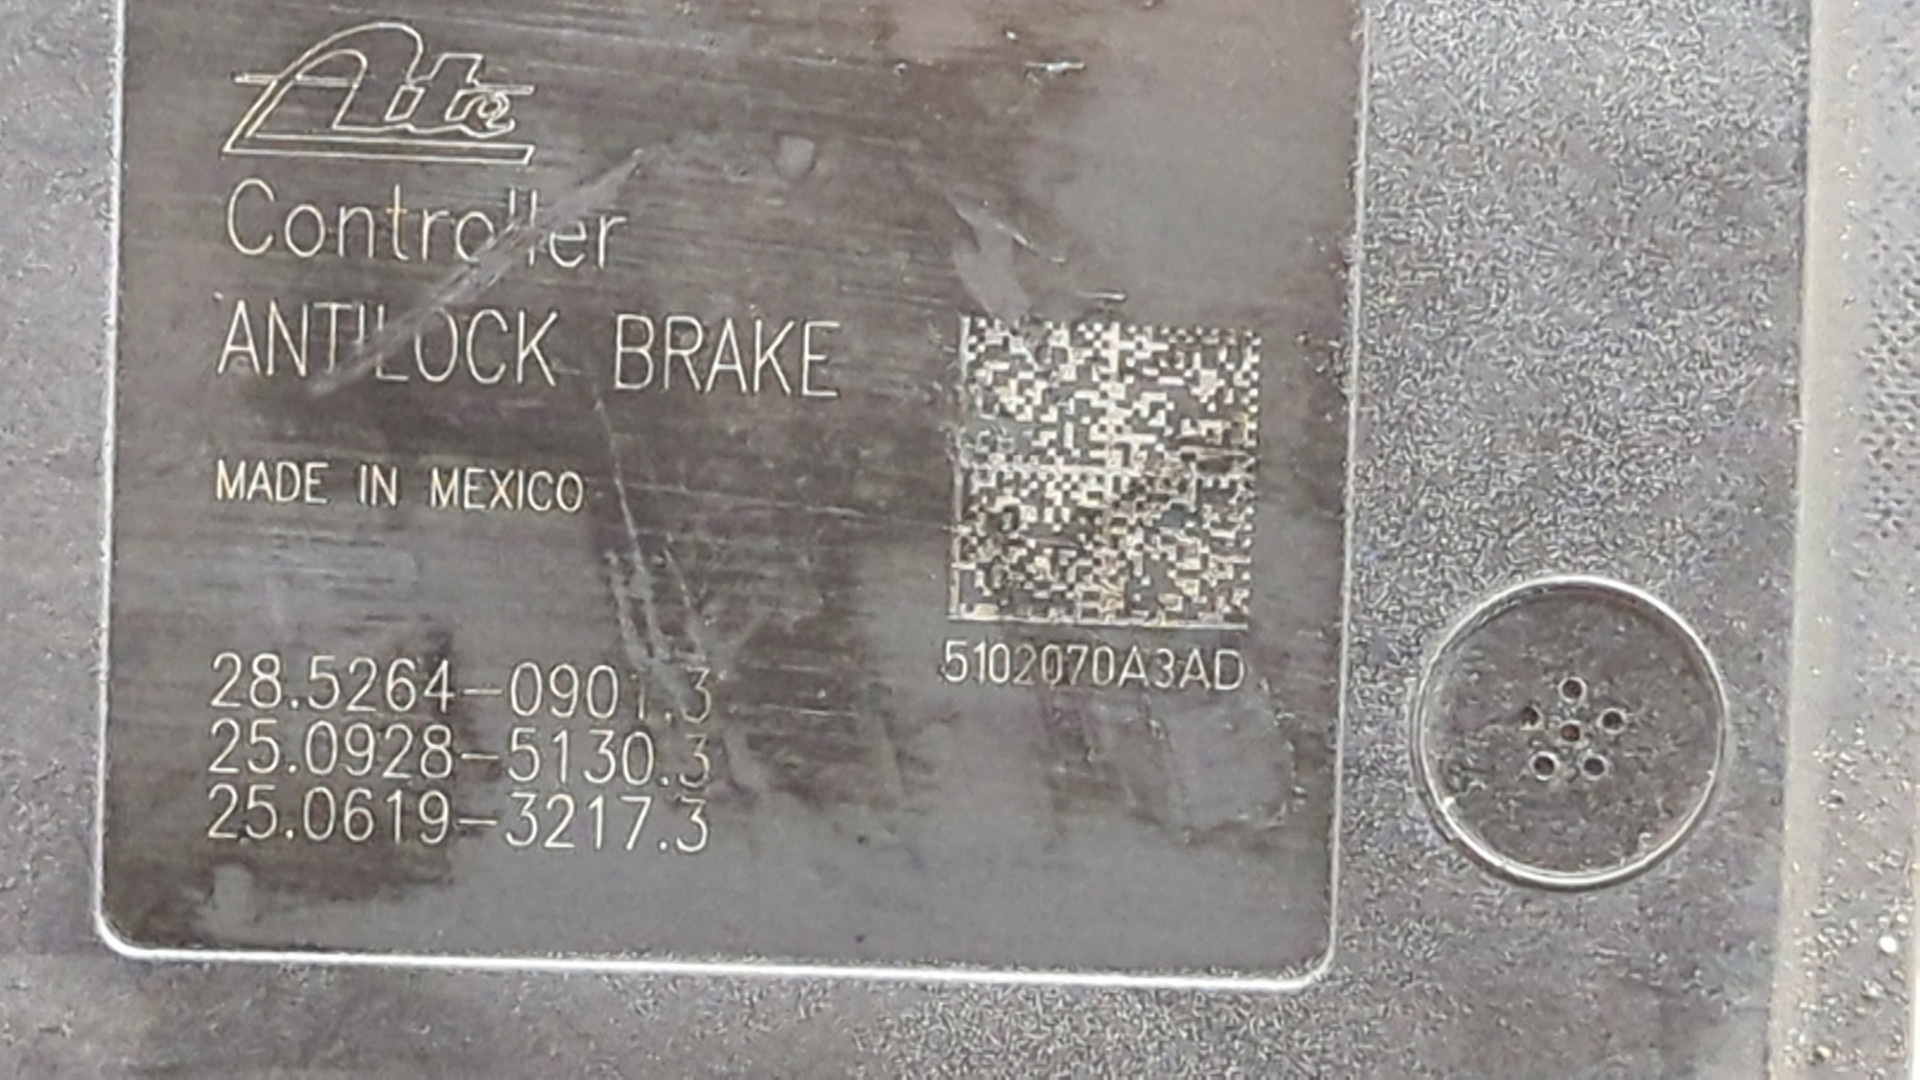 Ate
Controller
ANTILOCK BRAKE
MADE IN MEXICO
5102070A3AD
28.5264-0901.3
25.0928-5130.3
25.0619-3217.3